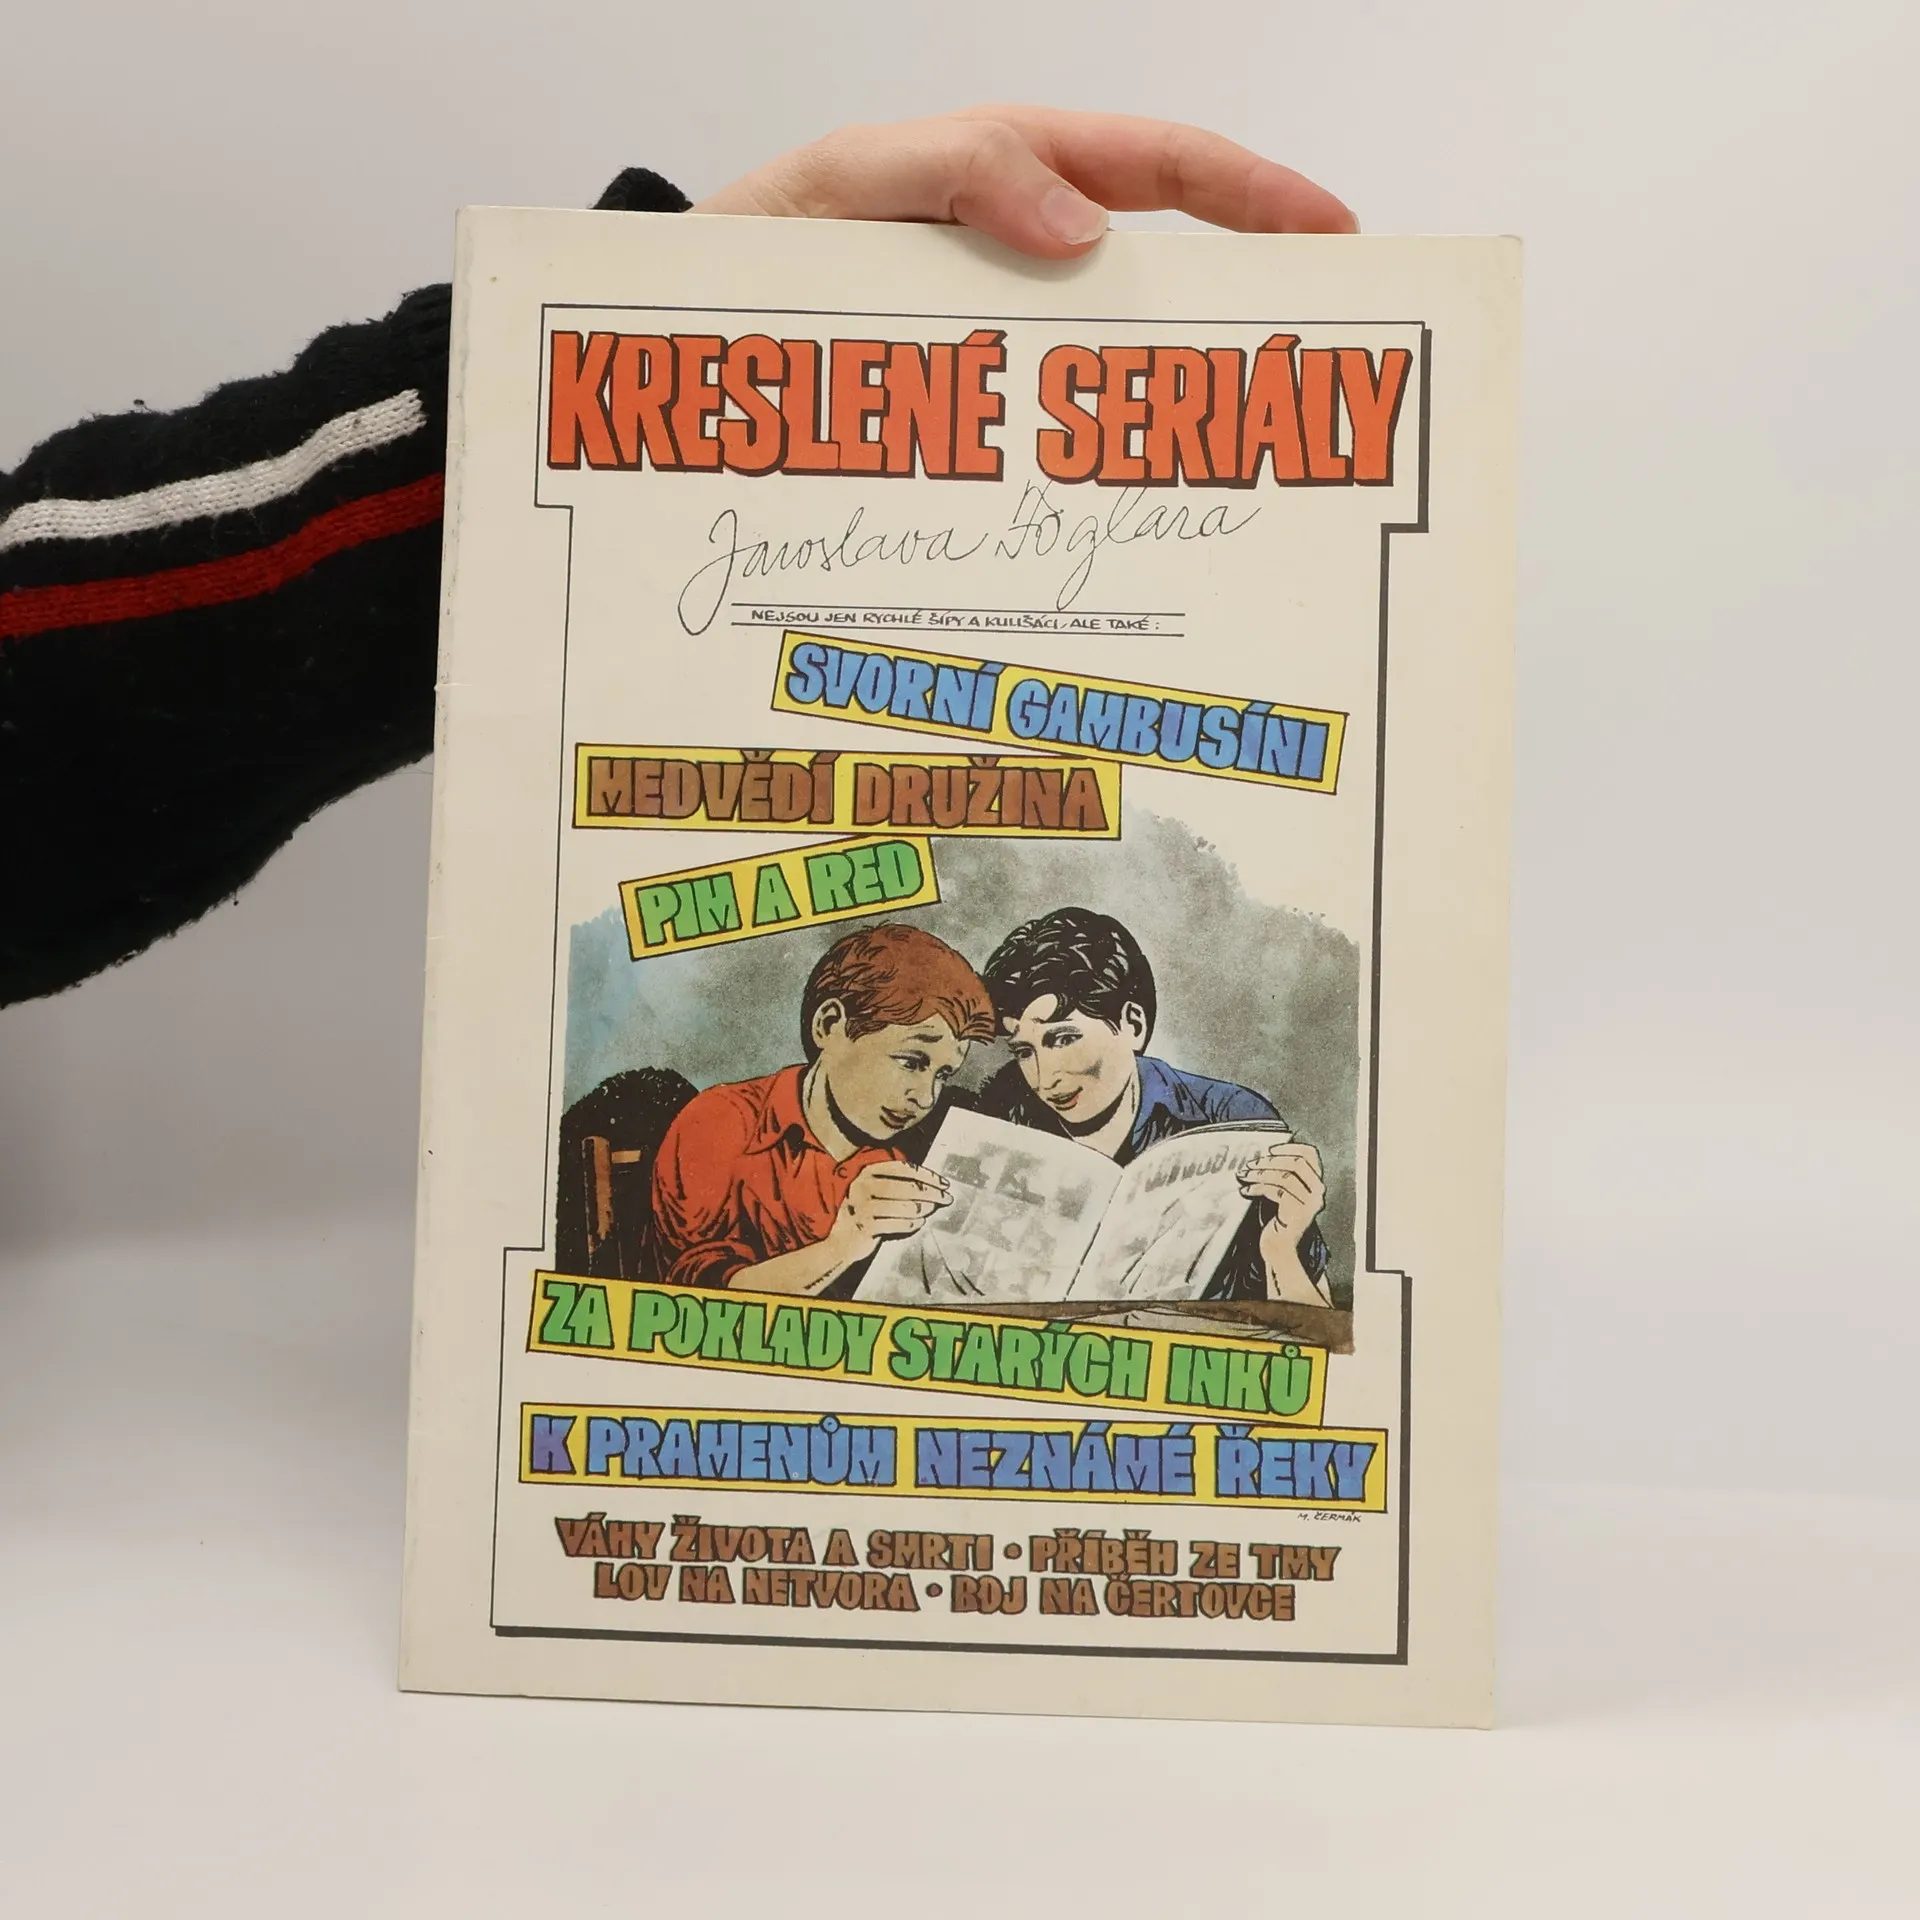 KRESLENÉ SERIÁLY
Jaroslava Foglara
NEJSOU JEN RYCHLÉ ŠÍPY A KULIŠÁCI, ALE TAKÉ:
SVORNÍ GAMBUSÍNI
MEDVĚDÍ DRUŽINA
PIM A RED
ZA POKLADY STARÝCH INKŮ
K PRAMENŮM NEZNÁMÉ ŘEKY
M. ČERMÁK
VÁHY ŽIVOTA A SMRTI • PŘÍBĚH ZE TMY
LOV NA NETVORA • BOJ NA ČERTOVCE